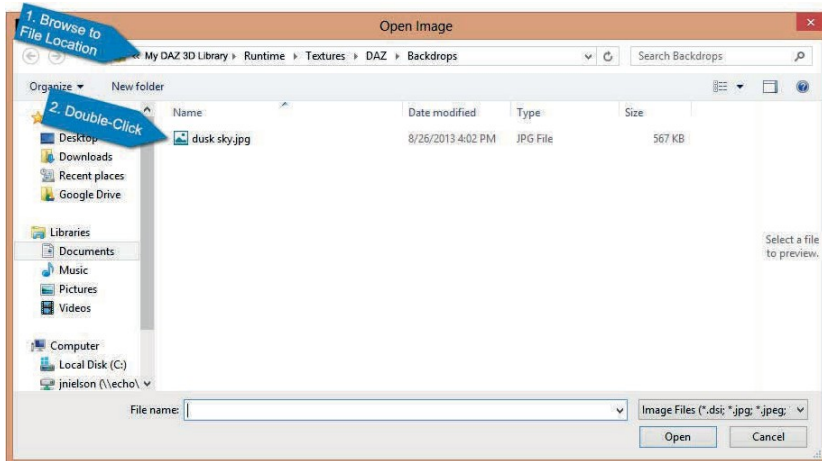 Open Image
1. Browse to
File Location
« My DAZ 3D Library ▸ Runtime ▸ Textures ▸ DAZ ▸ Backdrops
Search Backdrops
Organize
New folder
2. Double-Click
Name
Date modified
Type
Size
dusk sky.jpg
8/26/2013 4:02 PM
JPG File
567 KB
Desktop
Downloads
Recent places
Google Drive
Libraries
Documents
Music
Pictures
Videos
Computer
Local Disk (C:)
jnielson (\\echo\
Select a file
to preview.
File name:
Image Files (*.dsi; *.jpg; *.jpeg;
Open
Cancel